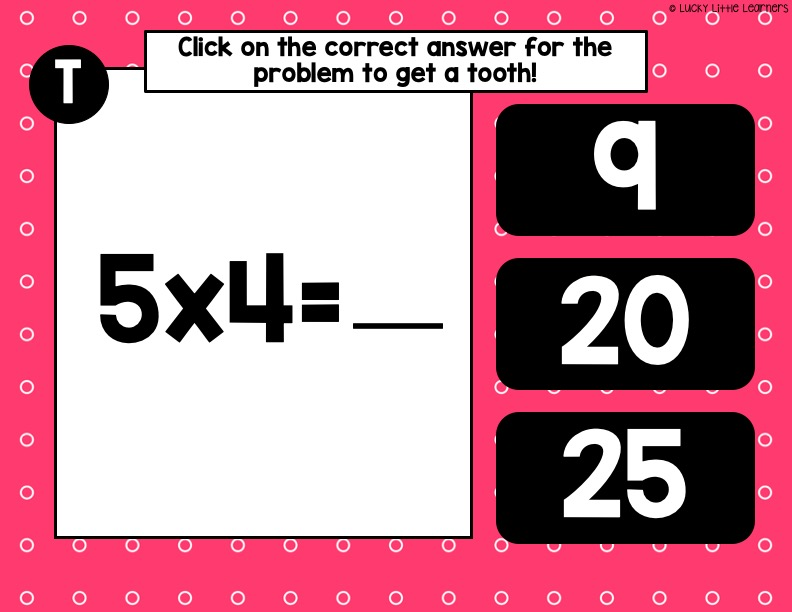 © Lucky Little Learners
Click on the correct answer for the
problem to get a tooth!
T
5x4=__
9
20
25